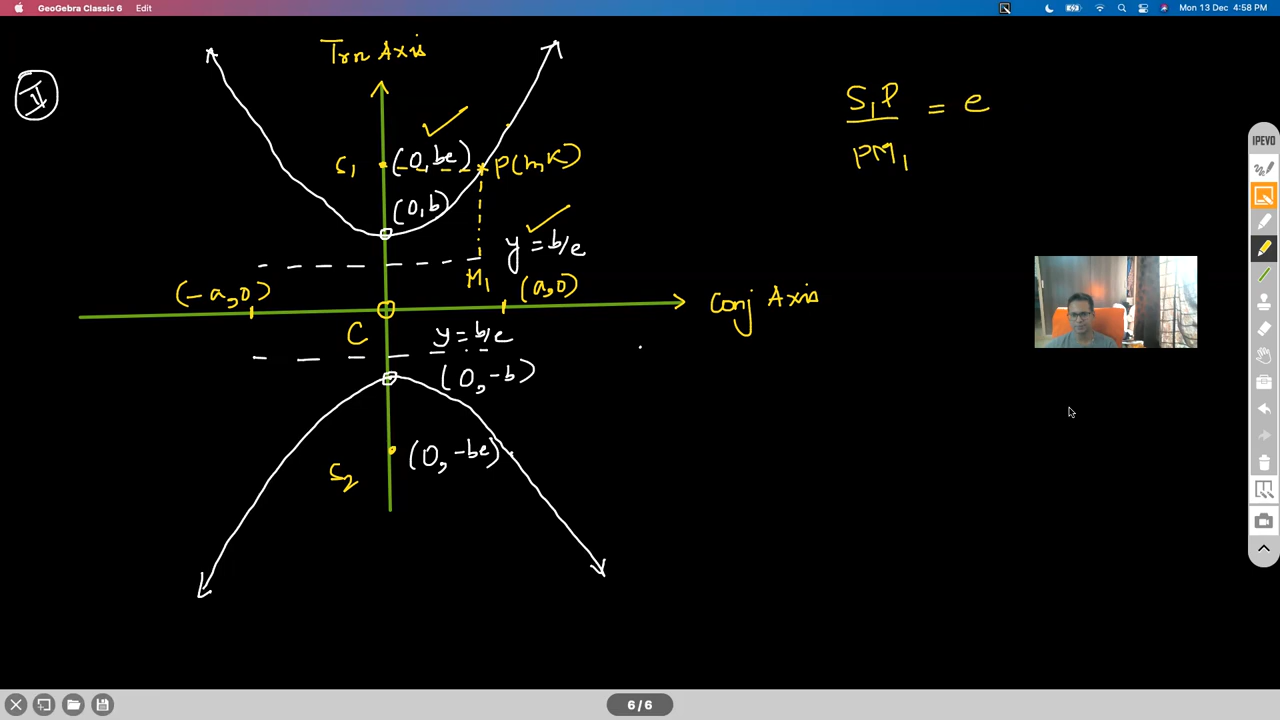 GeoGebra Classic 6 Edit
Mon 13 Dec 4:58 PM
II
Trn Axis
S₁P / PM₁ = e
IPEVO
S₁ (0, be) P(h, K)
(0, b)
y = b/e
M₁
(-a, 0) (a, 0)
Conj Axis
C
y = b/e
(0, -b)
S₂ (0, -be)
6 / 6